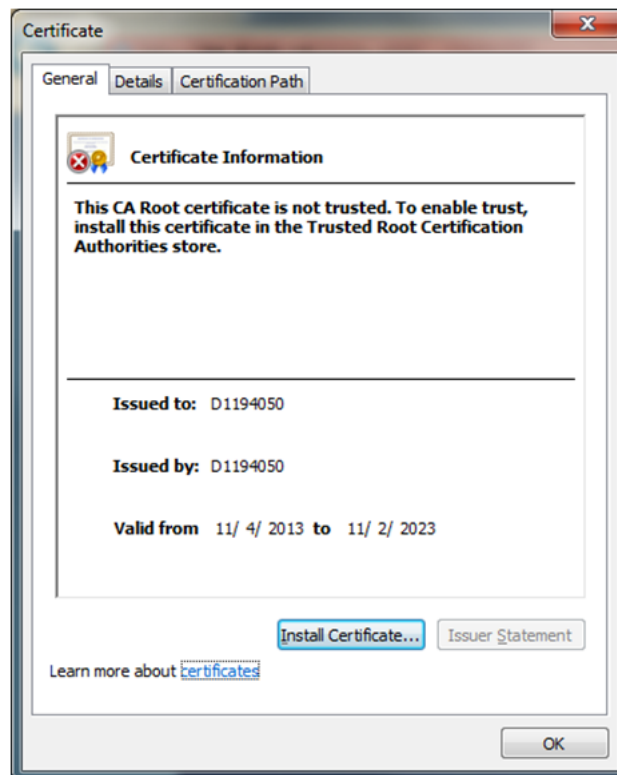 Certificate
General Details Certification Path
Certificate Information
This CA Root certificate is not trusted. To enable trust,
install this certificate in the Trusted Root Certification
Authorities store.
Issued to: D1194050
Issued by: D1194050
Valid from 11/ 4/ 2013 to 11/ 2/ 2023
Install Certificate... Issuer Statement
Learn more about certificates
OK